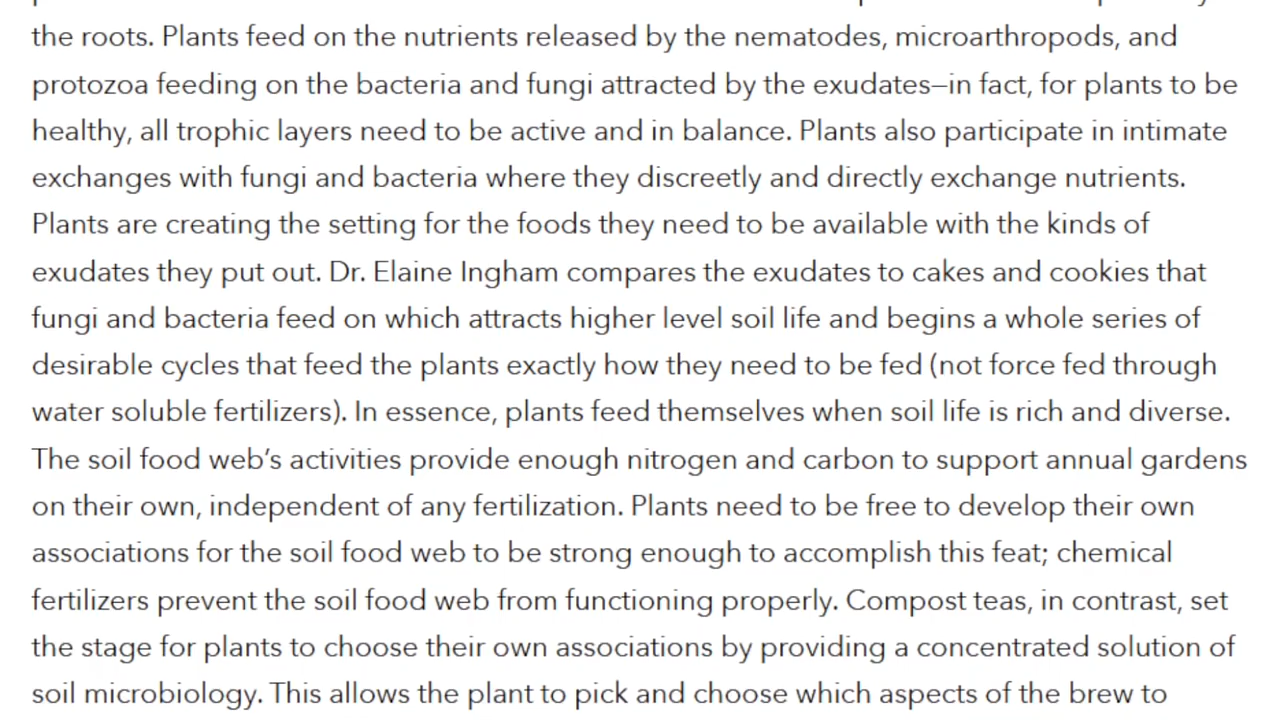 the roots. Plants feed on the nutrients released by the nematodes, microarthropods, and
protozoa feeding on the bacteria and fungi attracted by the exudates—in fact, for plants to be
healthy, all trophic layers need to be active and in balance. Plants also participate in intimate
exchanges with fungi and bacteria where they discreetly and directly exchange nutrients.
Plants are creating the setting for the foods they need to be available with the kinds of
exudates they put out. Dr. Elaine Ingham compares the exudates to cakes and cookies that
fungi and bacteria feed on which attracts higher level soil life and begins a whole series of
desirable cycles that feed the plants exactly how they need to be fed (not force fed through
water soluble fertilizers). In essence, plants feed themselves when soil life is rich and diverse.
The soil food web’s activities provide enough nitrogen and carbon to support annual gardens
on their own, independent of any fertilization. Plants need to be free to develop their own
associations for the soil food web to be strong enough to accomplish this feat; chemical
fertilizers prevent the soil food web from functioning properly. Compost teas, in contrast, set
the stage for plants to choose their own associations by providing a concentrated solution of
soil microbiology. This allows the plant to pick and choose which aspects of the brew to